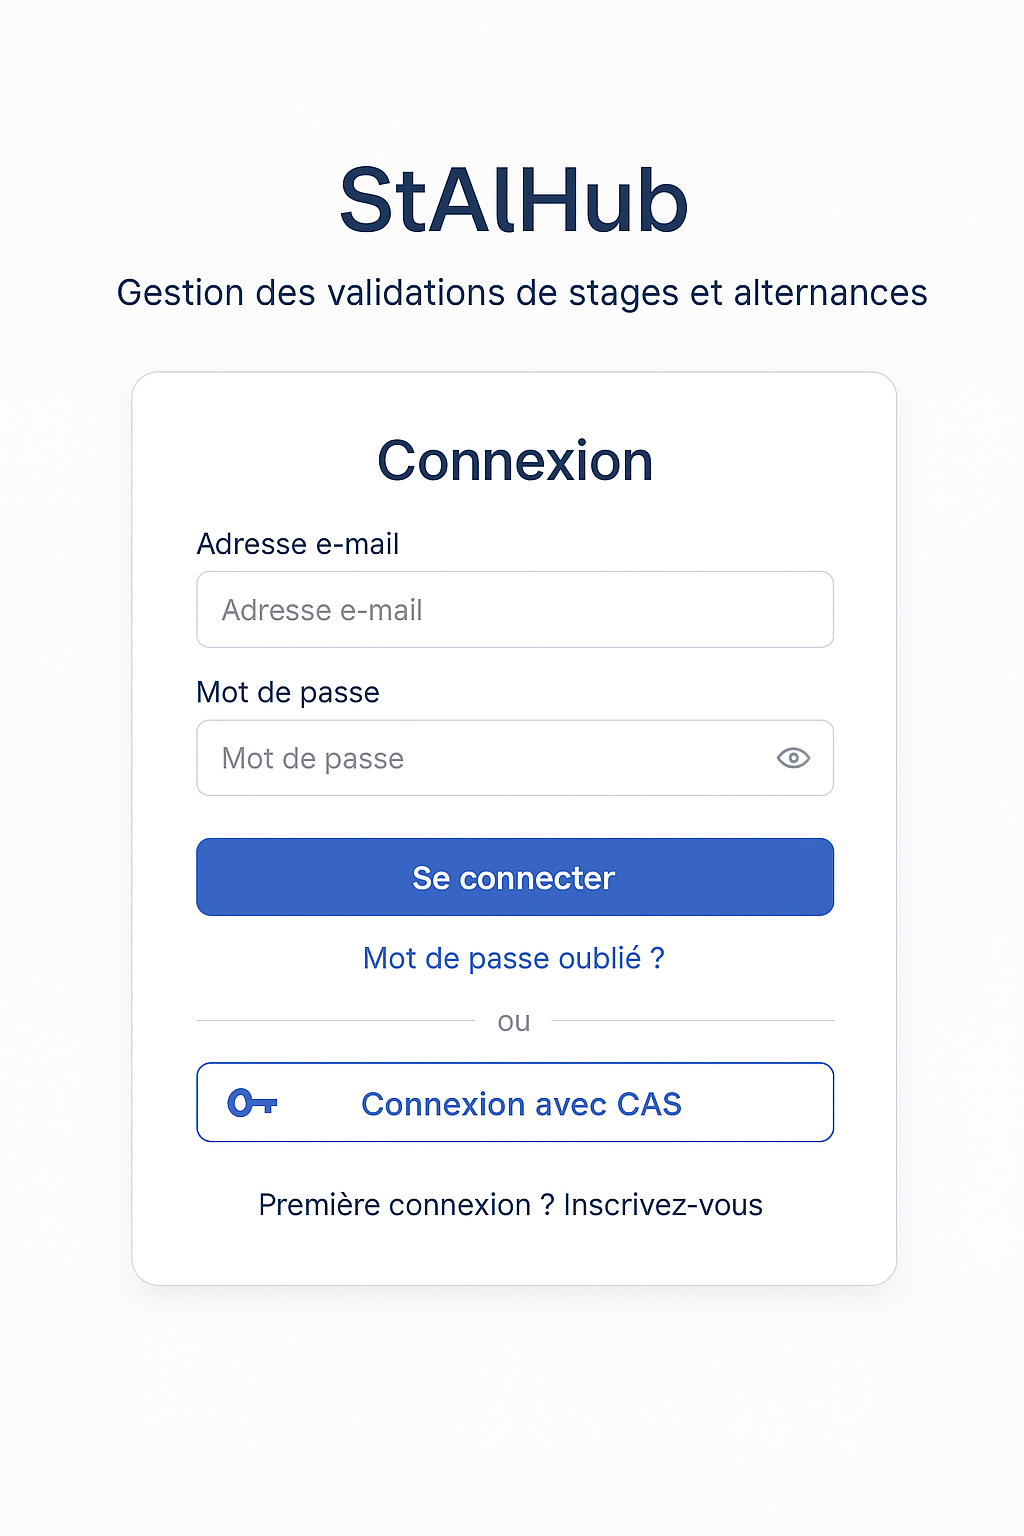 StAlHub
Gestion des validations de stages et alternances
Connexion
Adresse e-mail
Adresse e-mail
Mot de passe
Mot de passe
Se connecter
Mot de passe oublié ?
ou
Connexion avec CAS
Première connexion ? Inscrivez-vous